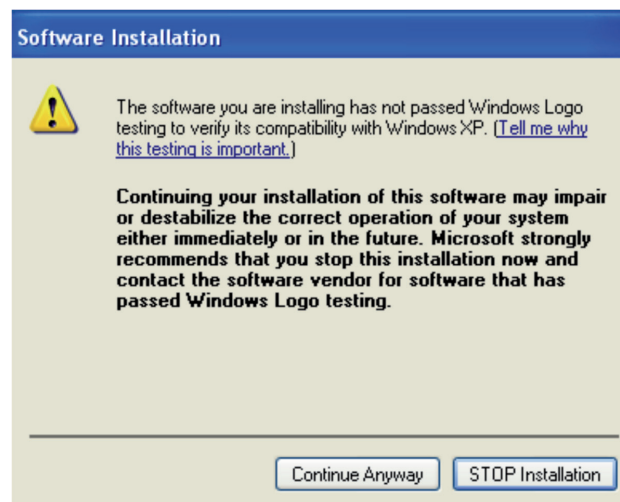 Software Installation
The software you are installing has not passed Windows Logo
testing to verify its compatibility with Windows XP. (Tell me why
this testing is important.)
Continuing your installation of this software may impair
or destabilize the correct operation of your system
either immediately or in the future. Microsoft strongly
recommends that you stop this installation now and
contact the software vendor for software that has
passed Windows Logo testing.
Continue Anyway
STOP Installation